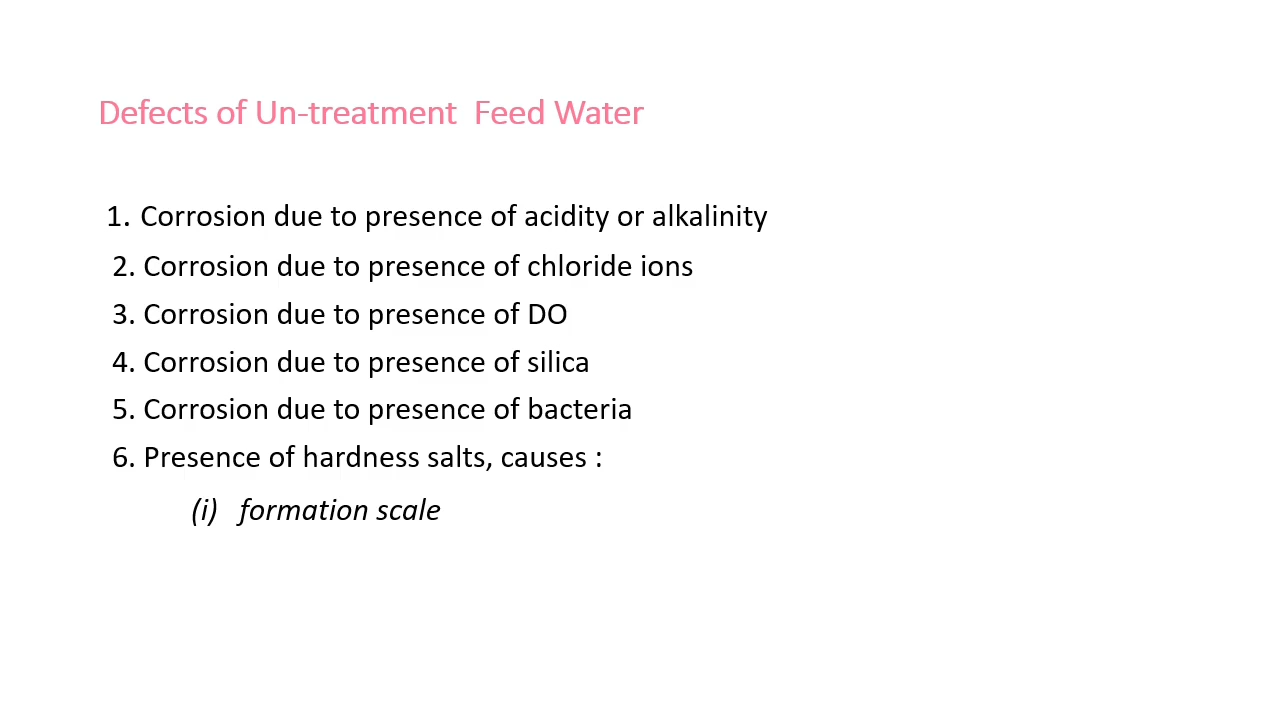 Defects of Un-treatment  Feed Water
1. Corrosion due to presence of acidity or alkalinity
2. Corrosion due to presence of chloride ions
3. Corrosion due to presence of DO
4. Corrosion due to presence of silica
5. Corrosion due to presence of bacteria
6. Presence of hardness salts, causes :
(i) formation scale